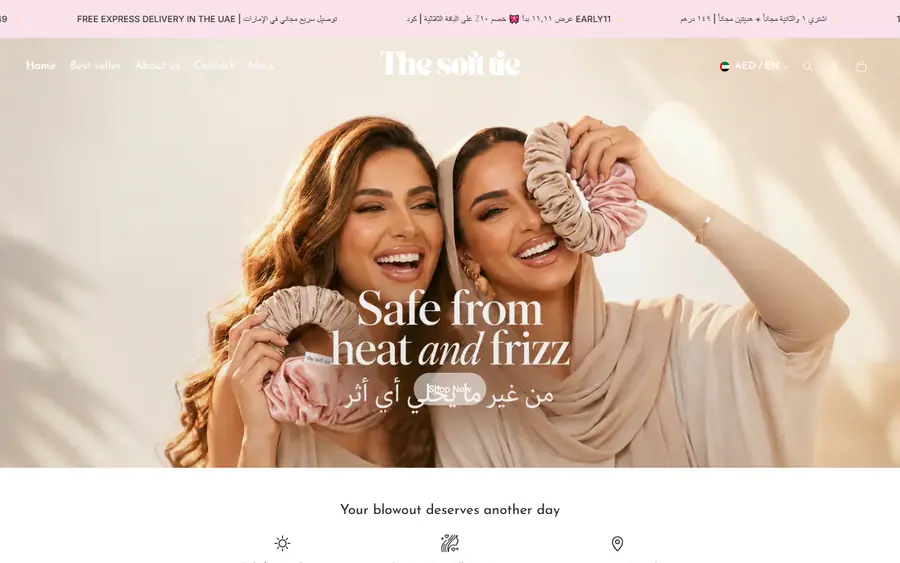 FREE EXPRESS DELIVERY IN THE UAE | توصيل سريع مجاني في الإمارات
عرض ١١.١١ بدأ 🎀 خصم ١٠٪ على الباقة الثلاثية | كود EARLY11
اشتري ١ والثانية مجاناً + هديتين مجاناً | ١٤٩ درهم
Home Best seller About us Contact More
The soft tie
AED / EN
Safe from
heat and frizz
Shop Now
من غير ما يخلي أي أثر
Your blowout deserves another day